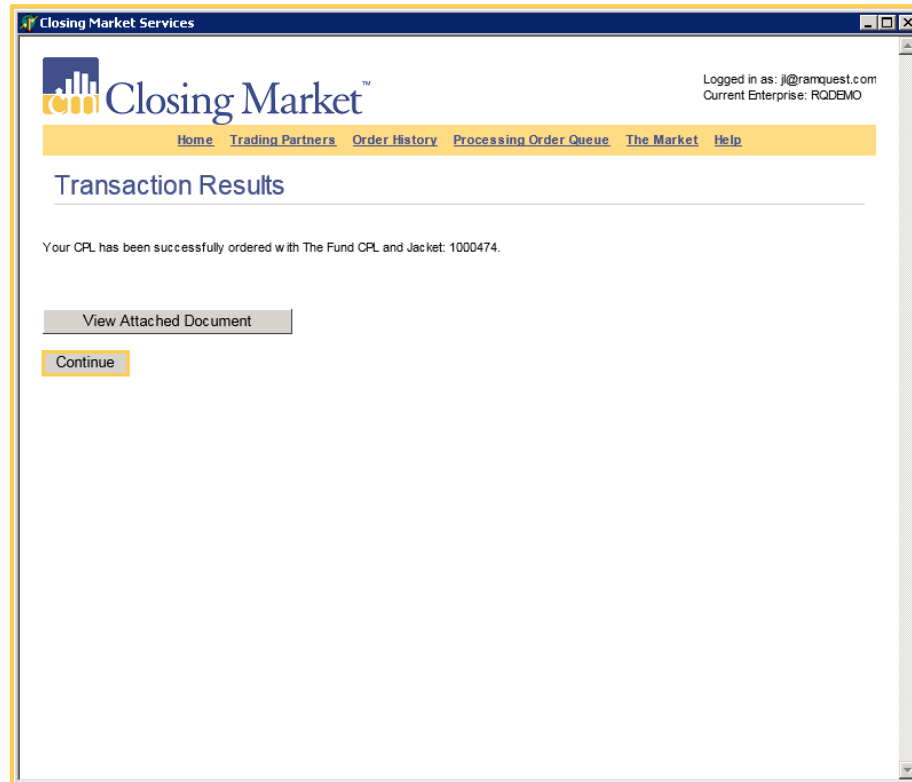 Closing Market Services
cm Closing Market™
Logged in as: jl@ramquest.com
Current Enterprise: RQDEMO
Home Trading Partners Order History Processing Order Queue The Market Help
Transaction Results
Your CPL has been successfully ordered with The Fund CPL and Jacket: 1000474.
View Attached Document
Continue